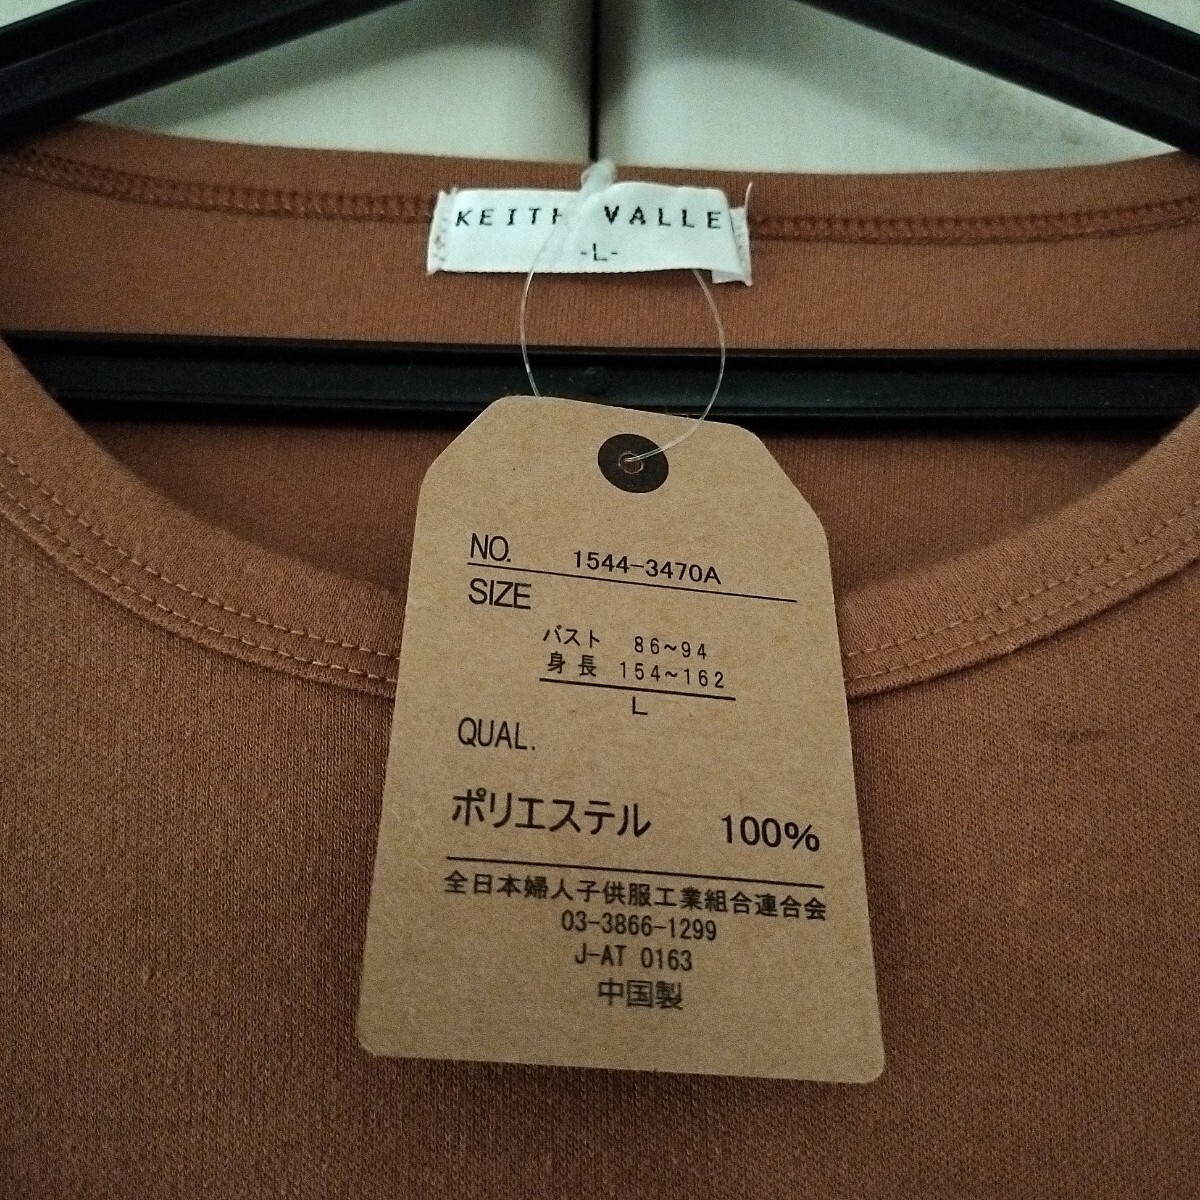 KEITH VALLE
-L-
NO. 1544-3470A
SIZE
バスト 86~94
身長 154~162
L
QUAL.
ポリエステル 100%
全日本婦人子供服工業組合連合会
03-3866-1299
J-AT 0163
中国製